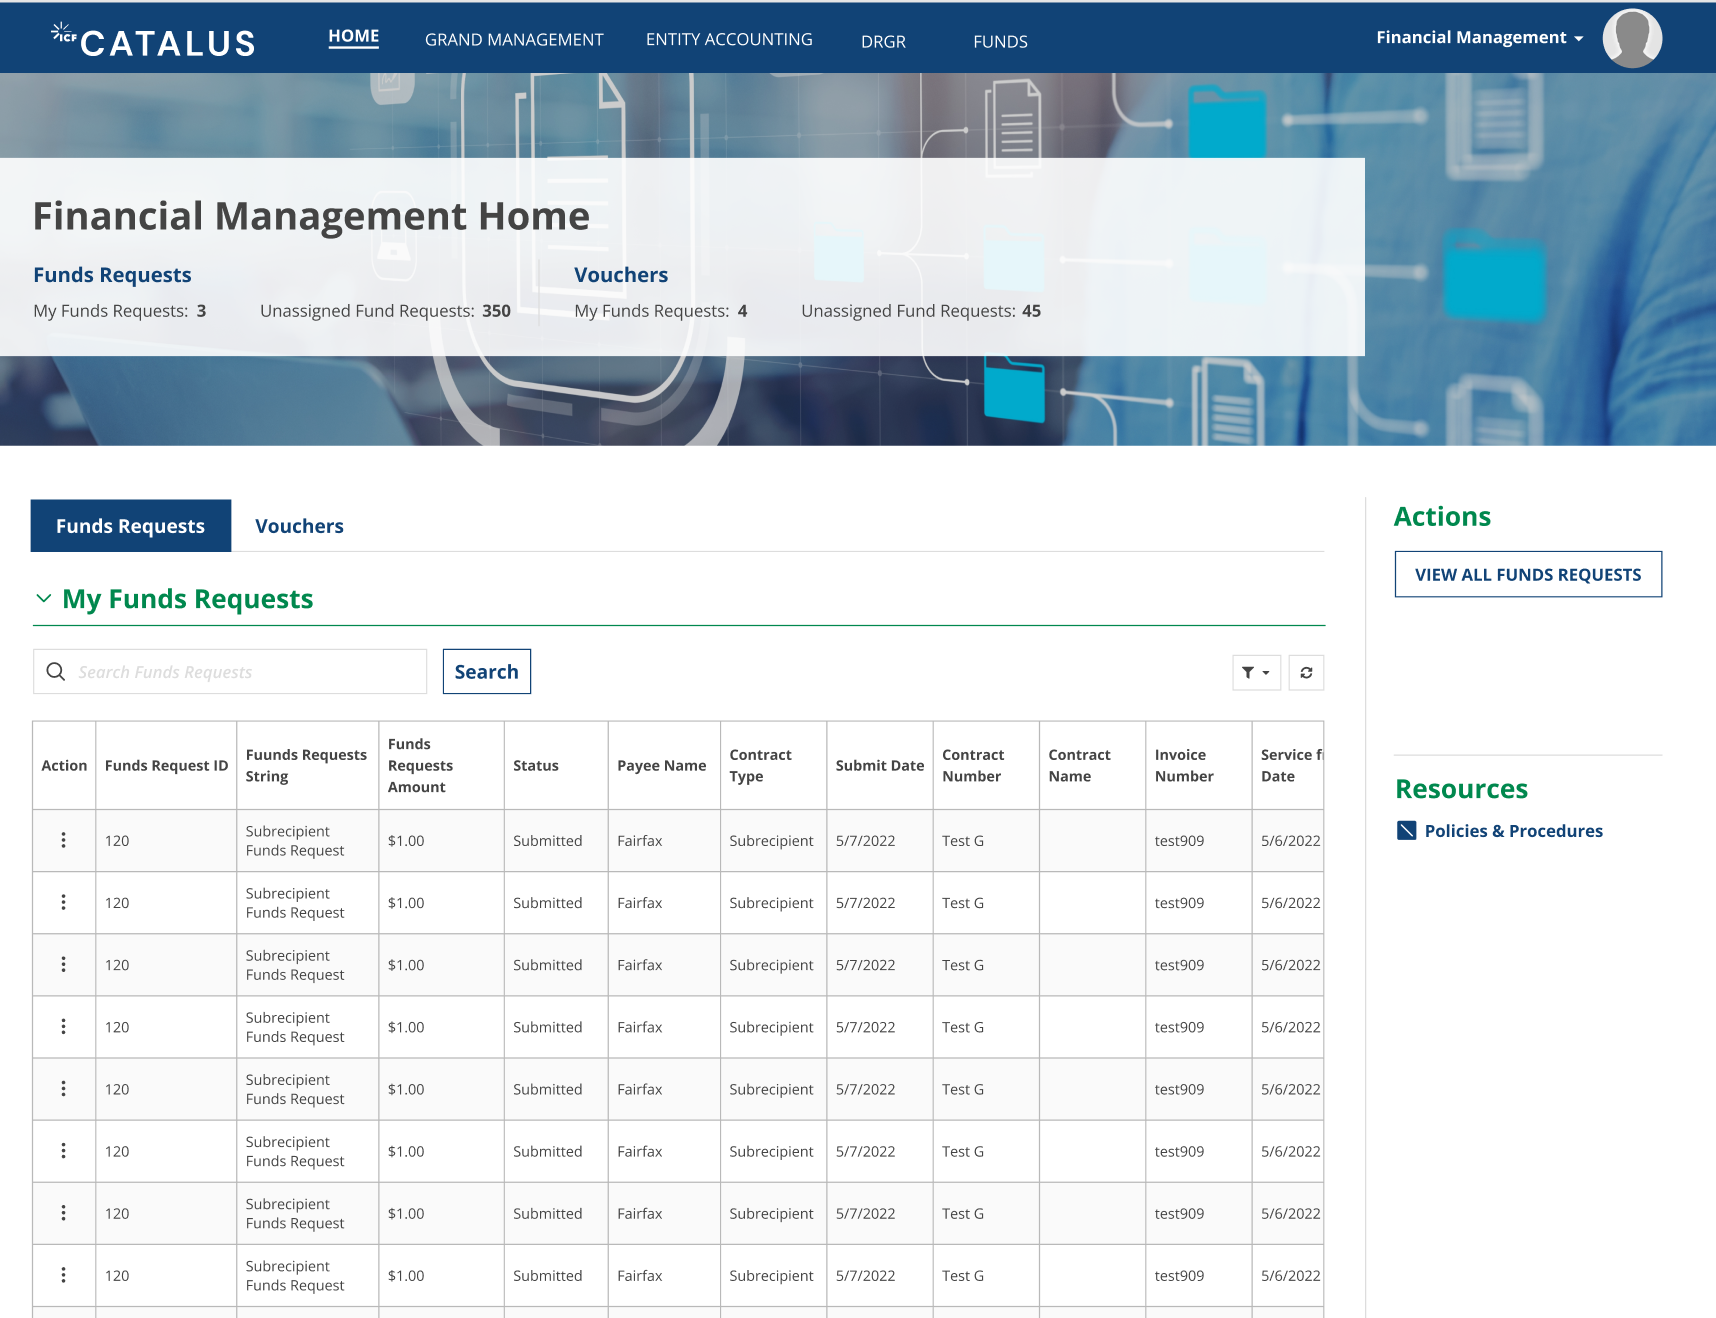 ICF CATALUS
HOME
GRAND MANAGEMENT
ENTITY ACCOUNTING
DRGR
FUNDS
Financial Management
Financial Management Home
Funds Requests
My Funds Requests: 3
Unassigned Fund Requests: 350
Vouchers
My Funds Requests: 4
Unassigned Fund Requests: 45
Funds Requests
Vouchers
My Funds Requests
Search Funds Requests
Search
Action Funds Request ID Fuunds Requests String Funds Requests Amount Status Payee Name Contract Type Submit Date Contract Number Contract Name Invoice Number Service f Date
120 Subrecipient Funds Request $1.00 Submitted Fairfax Subrecipient 5/7/2022 Test G test909 5/6/2022
120 Subrecipient Funds Request $1.00 Submitted Fairfax Subrecipient 5/7/2022 Test G test909 5/6/2022
120 Subrecipient Funds Request $1.00 Submitted Fairfax Subrecipient 5/7/2022 Test G test909 5/6/2022
120 Subrecipient Funds Request $1.00 Submitted Fairfax Subrecipient 5/7/2022 Test G test909 5/6/2022
120 Subrecipient Funds Request $1.00 Submitted Fairfax Subrecipient 5/7/2022 Test G test909 5/6/2022
120 Subrecipient Funds Request $1.00 Submitted Fairfax Subrecipient 5/7/2022 Test G test909 5/6/2022
120 Subrecipient Funds Request $1.00 Submitted Fairfax Subrecipient 5/7/2022 Test G test909 5/6/2022
120 Subrecipient Funds Request $1.00 Submitted Fairfax Subrecipient 5/7/2022 Test G test909 5/6/2022
Actions
VIEW ALL FUNDS REQUESTS
Resources
Policies & Procedures